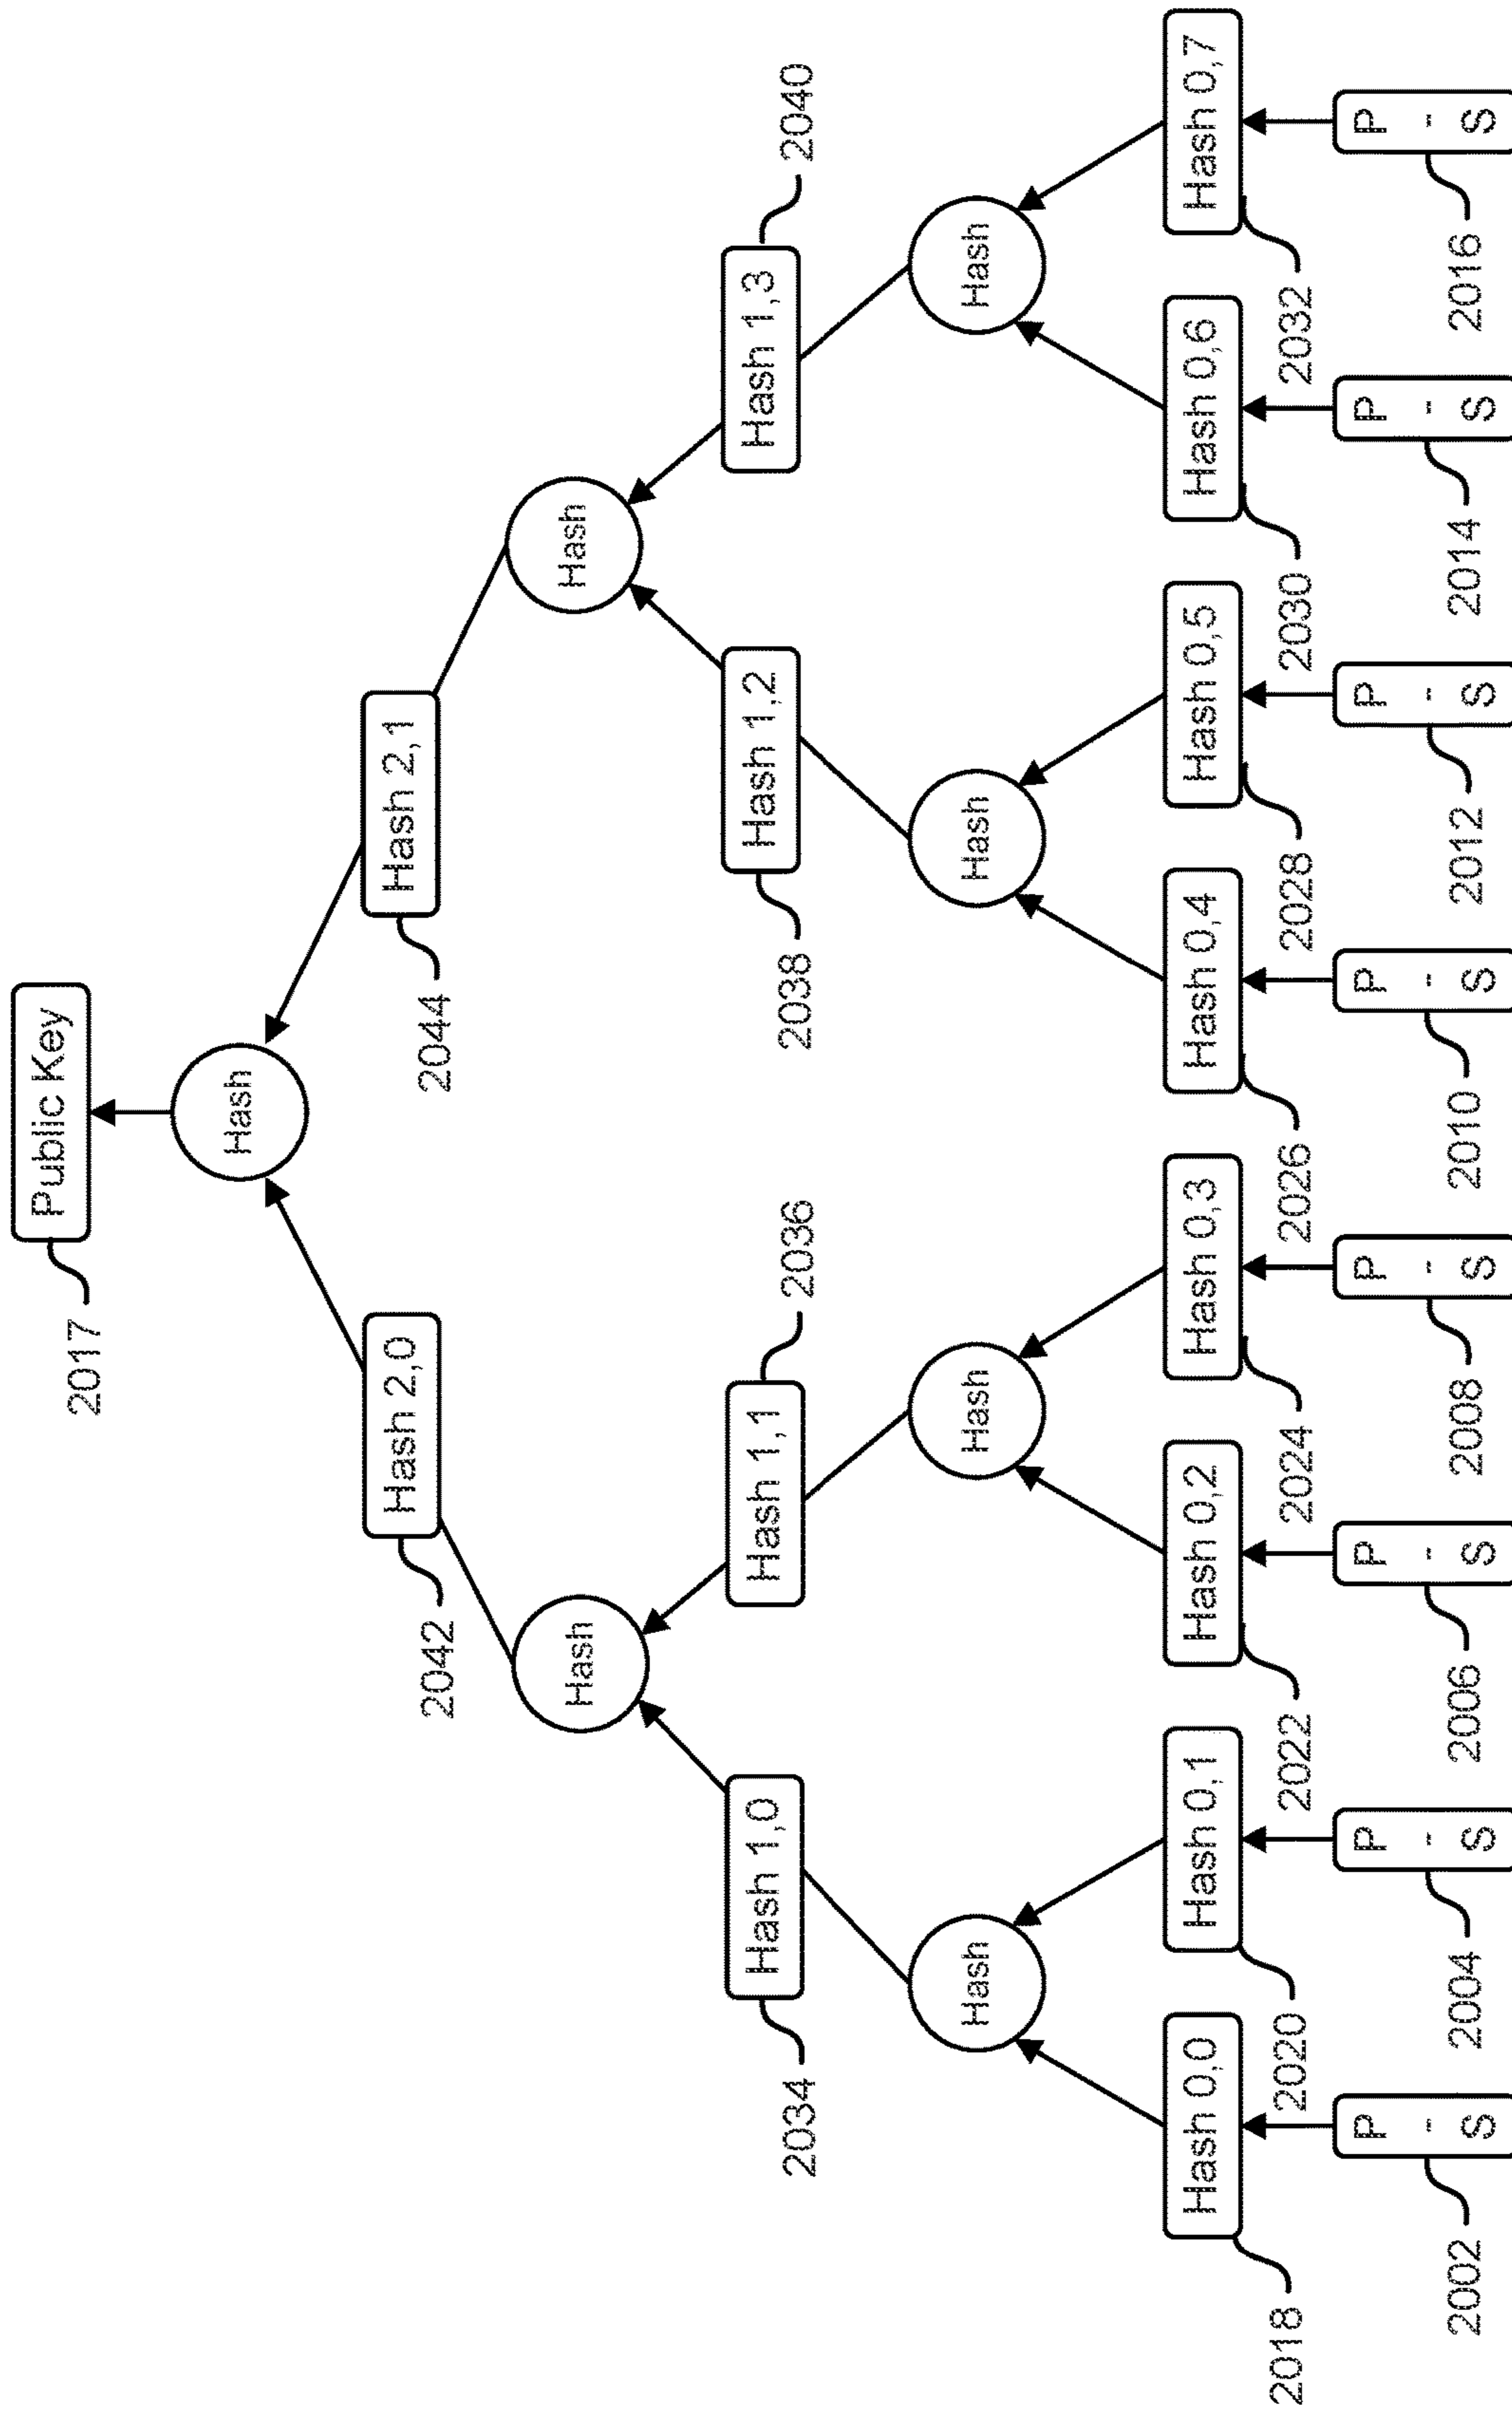 Public Key
2017
Hash
Hash 2,0
Hash 2,1
2042
2044
Hash
Hash
Hash 1,0
Hash 1,1
Hash 1,2
Hash 1,3
2034
2036
2038
2040
Hash
Hash
Hash
Hash
Hash 0,0
Hash 0,1
Hash 0,2
Hash 0,3
Hash 0,4
Hash 0,5
Hash 0,6
Hash 0,7
2018
2020
2022
2024
2026
2028
2030
2032
P
-
S
P
-
S
P
-
S
P
-
S
P
-
S
P
-
S
P
-
S
P
-
S
2002
2004
2006
2008
2010
2012
2014
2016